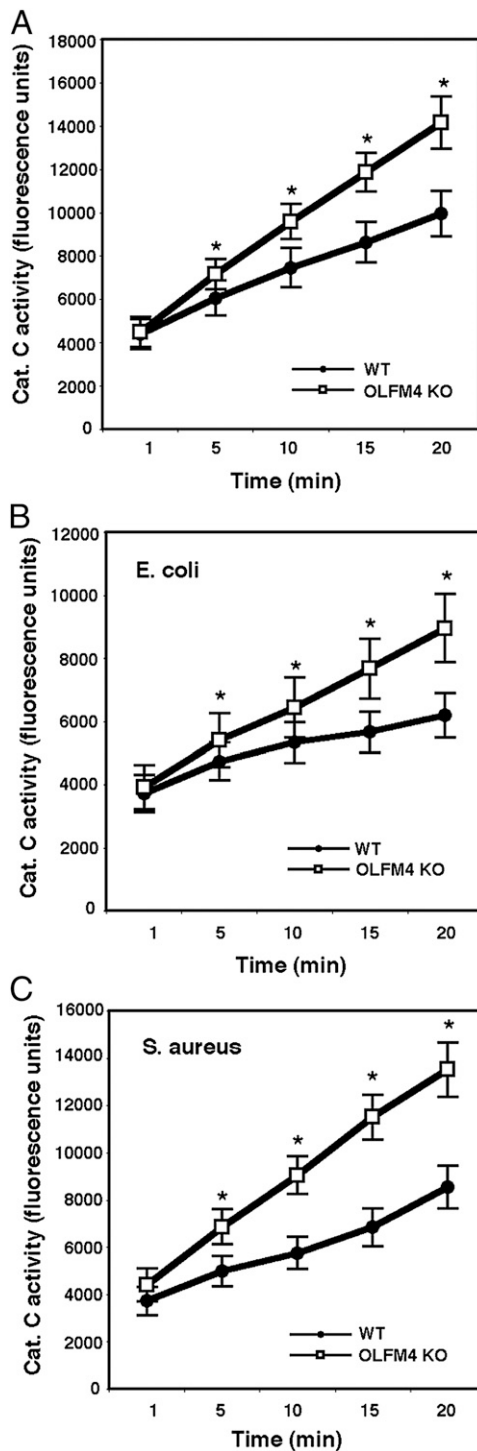 A
Cat. C activity (fluorescence units)
18000
16000
14000
12000
10000
8000
6000
4000
2000
0
* * * *
WT
OLFM4 KO
1 5 10 15 20
Time (min)
B
Cat. C activity (fluorescence units)
12000
10000
8000
6000
4000
2000
0
E. coli
* * * *
WT
OLFM4 KO
1 5 10 15 20
Time (min)
C
Cat. C activity (fluorescence units)
16000
14000
12000
10000
8000
6000
4000
2000
0
S. aureus
* * * *
WT
OLFM4 KO
1 5 10 15 20
Time (min)